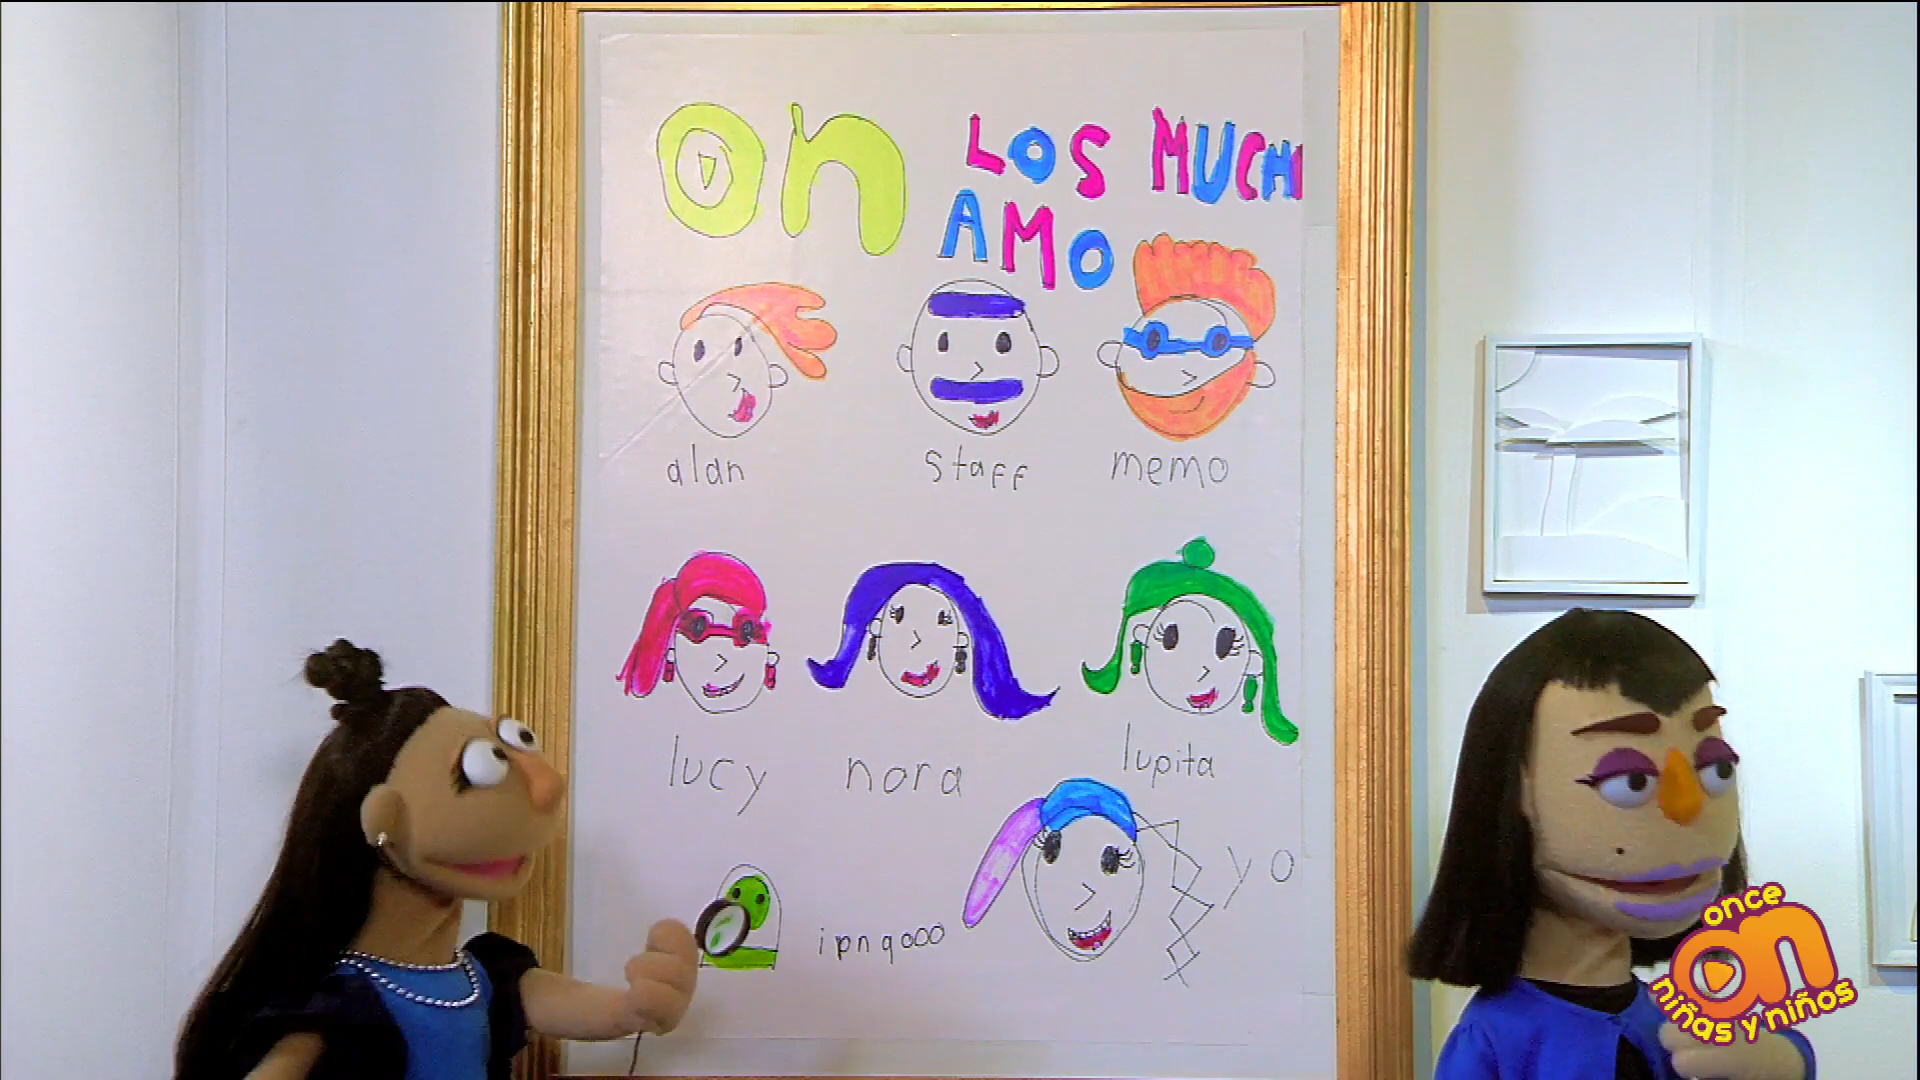 on
LOS MUCH
AMO
alan staff memo
lucy nora lupita
yo
ipnqooo
once
on
niñas y niños